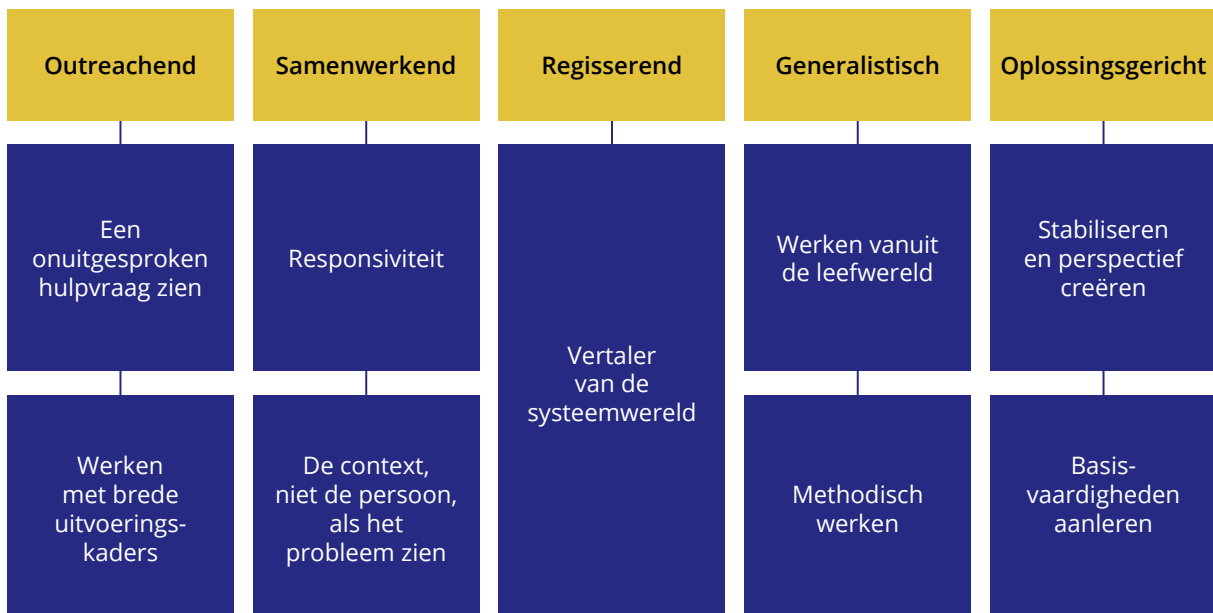 Outreachend
Samenwerkend
Regisserend
Generalistisch
Oplossingsgericht
Een
onuitgesproken
hulpvraag zien
Responsiviteit
Vertaler
van de
systeemwereld
Werken vanuit
de leefwereld
Stabiliseren
en perspectief
creëren
Werken
met brede
uitvoerings-
kaders
De context,
niet de persoon,
als het
probleem zien
Methodisch
werken
Basis-
vaardigheden
aanleren